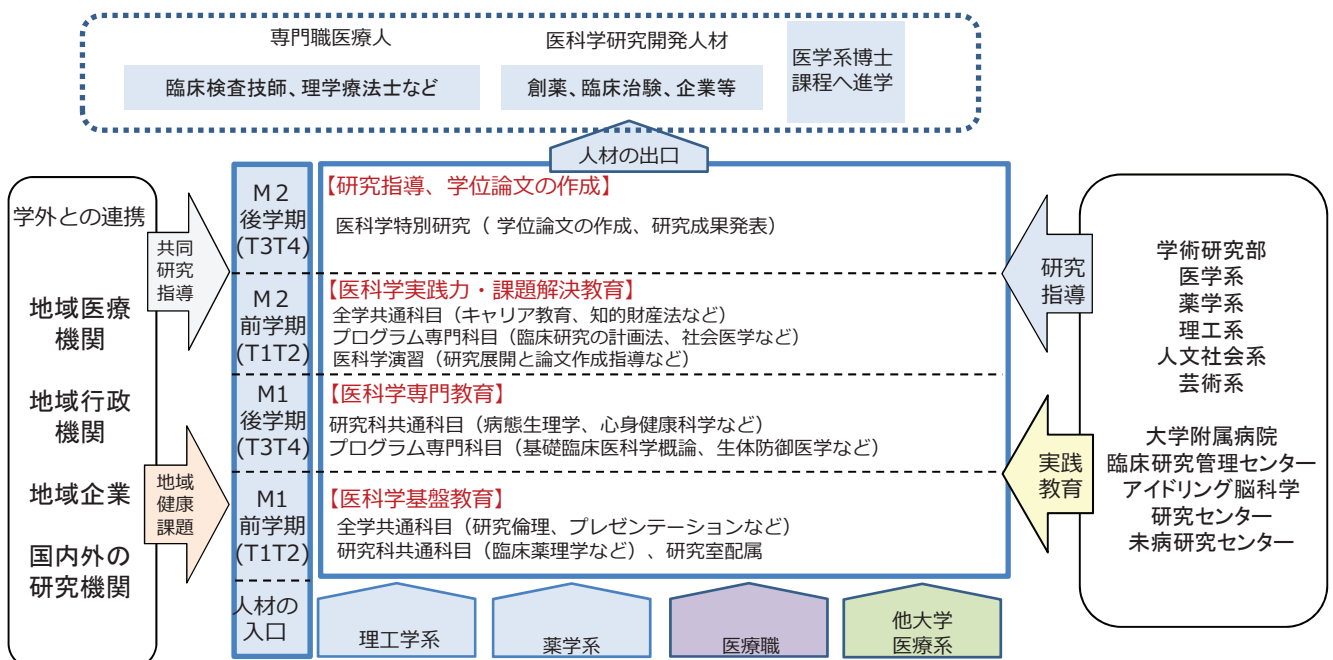 専門職医療人
臨床検査技師、理学療法士など
医科学研究開発人材
創薬、臨床治験、企業等
医学系博士
課程へ進学
人材の出口
学外との連携
地域医療
機関
地域行政
機関
地域企業
国内外の
研究機関
共同
研究
指導
地域
健康
課題
M2
後学期
(T3T4)
【研究指導、学位論文の作成】
医科学特別研究（ 学位論文の作成、研究成果発表）
M2
前学期
(T1T2)
【医科学実践力・課題解決教育】
全学共通科目（キャリア教育、知的財産法など）
プログラム専門科目（臨床研究の計画法、社会医学など）
医科学演習（研究展開と論文作成指導など）
M1
後学期
(T3T4)
【医科学専門教育】
研究科共通科目（病態生理学、心身健康科学など）
プログラム専門科目（基礎臨床医科学概論、生体防御医学など）
M1
前学期
(T1T2)
【医科学基盤教育】
全学共通科目（研究倫理、プレゼンテーションなど）
研究科共通科目（臨床薬理学など）、研究室配属
人材の
入口
理工学系
薬学系
医療職
他大学
医療系
研究
指導
実践
教育
学術研究部
医学系
薬学系
理工系
人文社会系
芸術系
大学附属病院
臨床研究管理センター
アイドリング脳科学
研究センター
未病研究センター